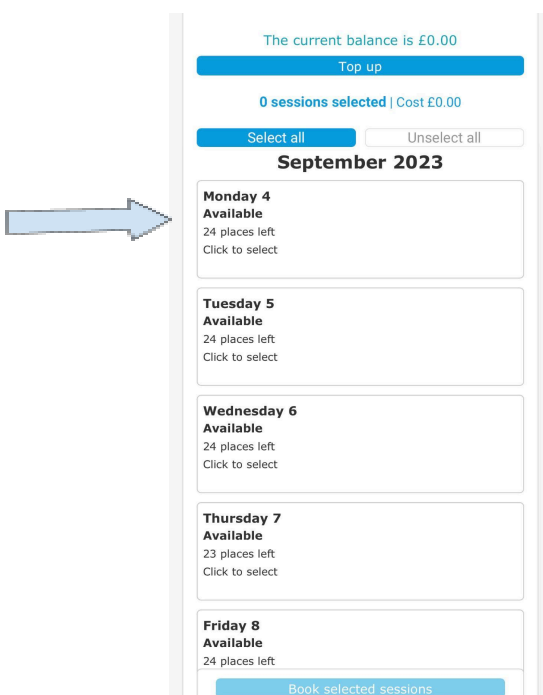 The current balance is £0.00
Top up
0 sessions selected | Cost £0.00
Select all
Unselect all
September 2023
Monday 4
Available
24 places left
Click to select
Tuesday 5
Available
24 places left
Click to select
Wednesday 6
Available
24 places left
Click to select
Thursday 7
Available
23 places left
Click to select
Friday 8
Available
24 places left
Book selected sessions